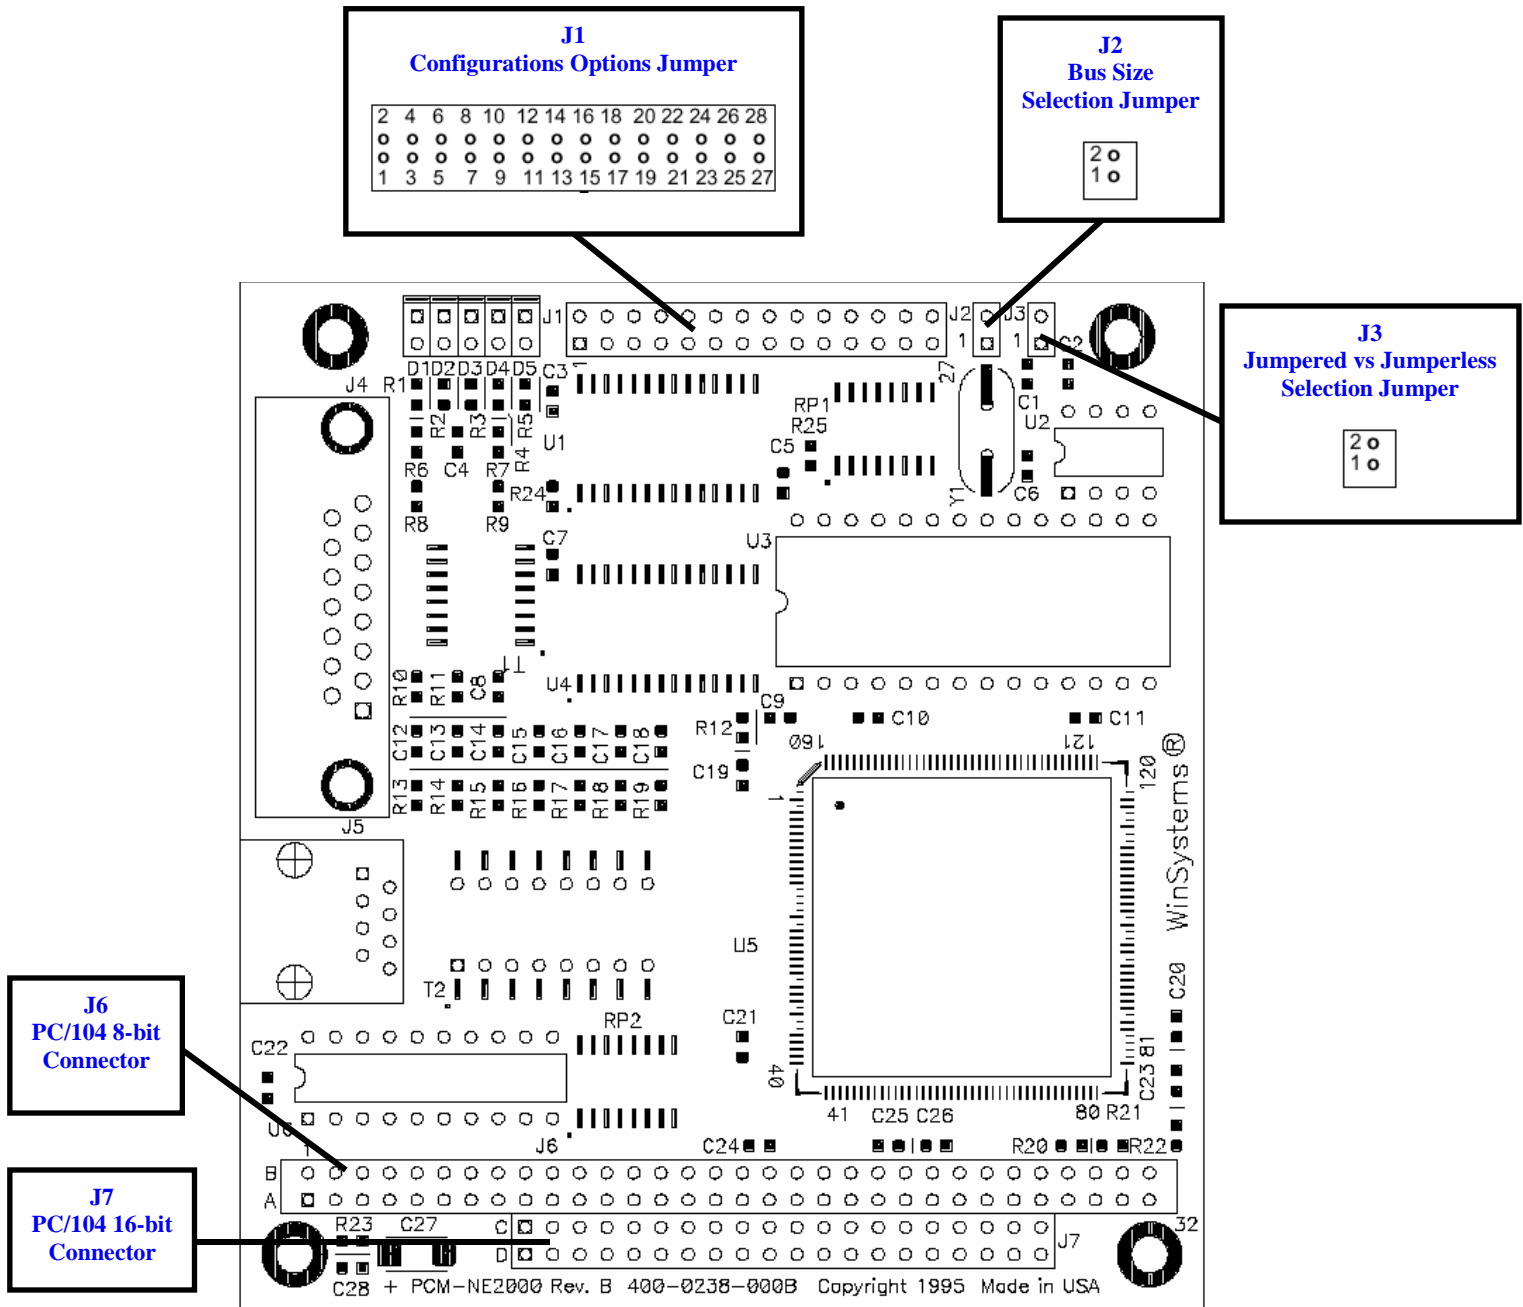 J1
Configurations Options Jumper
2 4 6 8 10 12 14 16 18 20 22 24 26 28
1 3 5 7 9 11 13 15 17 19 21 23 25 27
J2
Bus Size
Selection Jumper
2
1
J3
Jumpered vs Jumperless
Selection Jumper
2
1
J1 J2 J3
1 1 1 C2
D1 D2 D3 D4 D5 C3 27
J4 R1 R2 R3 R5 RP1 C1
R25 U2
R4 U1 C5
R6 C4 R7
R24 Y1 C6
R8 R9
C7 U3
T1
R10 R11 C8 U4
C9 C10 C11
R12
C12 C13 C14 C15 C16 C17 C18 160 121
C19 120
R13 R14 R15 R16 R17 R18 R19 1
J5
WinSystems®
U5
T2 C20
RP2 C21
J6
PC/104 8-bit
Connector
C22
40 81
C23
41 C25 C26 80 R21
U6
1 J6 C24 R20 R22
B
A
J7
PC/104 16-bit
Connector
R23 C27 C 32
D J7
C28 + PCM-NE2000 Rev. B 400-0238-000B Copyright 1995 Made in USA